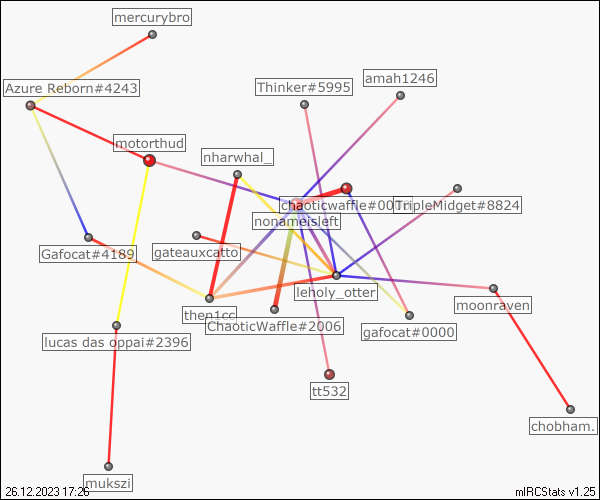 mercurybro
amah1246
Azure Reborn#4243
Thinker#5995
motorthud
nharwhal_
chaoticwaffle#001
TripleMidget#8824
nonameisleft
Gafocat#4189
gateauxcatto
leholy_otter
moonraven
then1cc
ChaoticWaffle#2006
gafocat#0000
lucas das oppai#2396
tt532
chobham.
mukszi
26.12.2023 17:26
mIRCStats v1.25